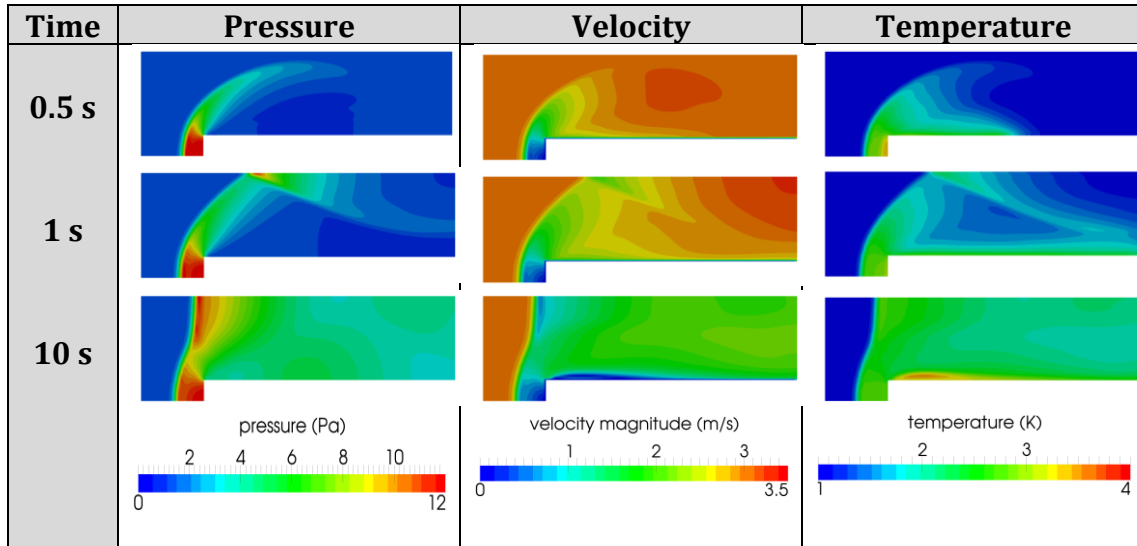 Time Pressure Velocity Temperature
0.5 s
1 s
10 s
pressure (Pa) velocity magnitude (m/s) temperature (K)
2 4 6 8 10 1 2 3 2 3
0 12 0 3.5 1 4